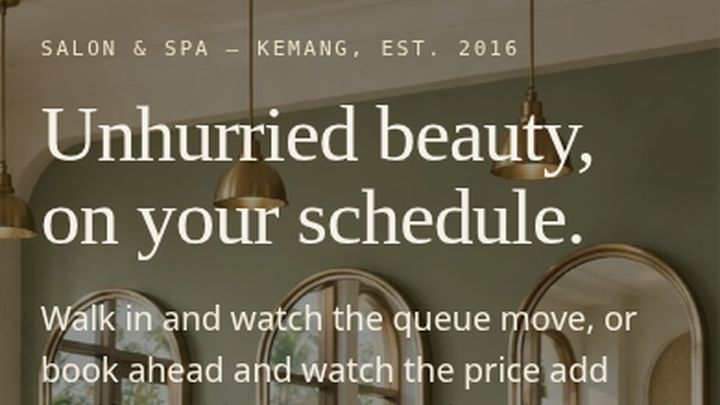 SALON & SPA — KEMANG, EST. 2016
Unhurried beauty,
on your schedule.
Walk in and watch the queue move, or
book ahead and watch the price add